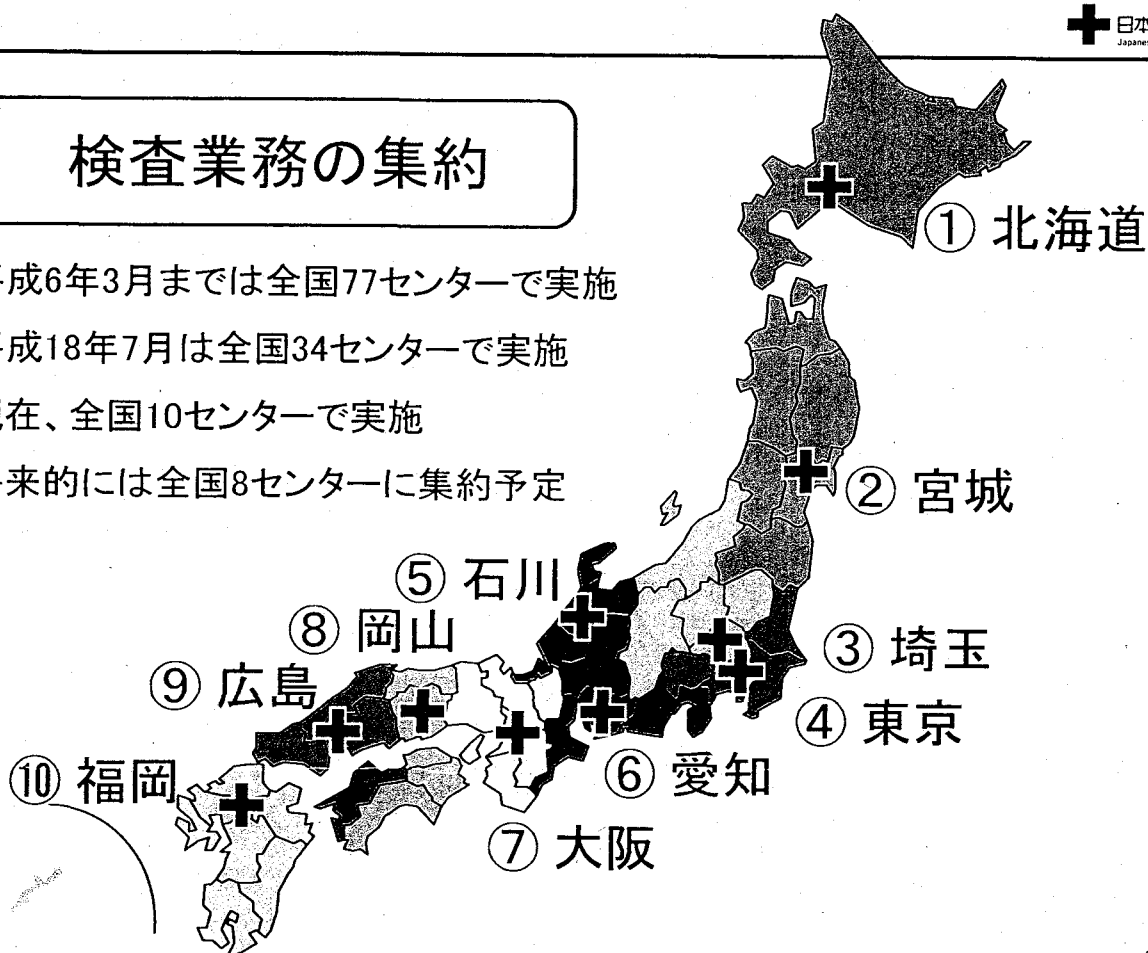 日本
Japanes
検査業務の集約
成6年3月までは全国77センターで実施
成18年7月は全国34センターで実施
在、全国10センターで実施
来的には全国8センターに集約予定
① 北海道
② 宮城
③ 埼玉
④ 東京
⑤ 石川
⑥ 愛知
⑦ 大阪
⑧ 岡山
⑨ 広島
⑩ 福岡